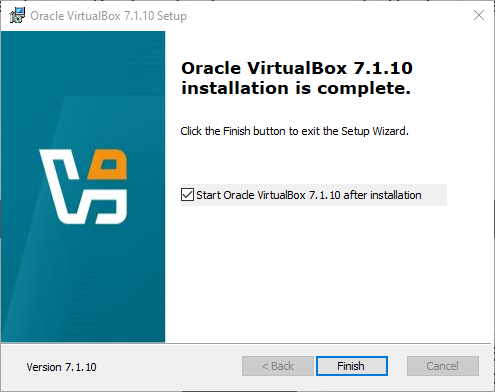 Oracle VirtualBox 7.1.10 Setup
Oracle VirtualBox 7.1.10
installation is complete.
Click the Finish button to exit the Setup Wizard.
Start Oracle VirtualBox 7.1.10 after installation
Version 7.1.10
< Back
Finish
Cancel